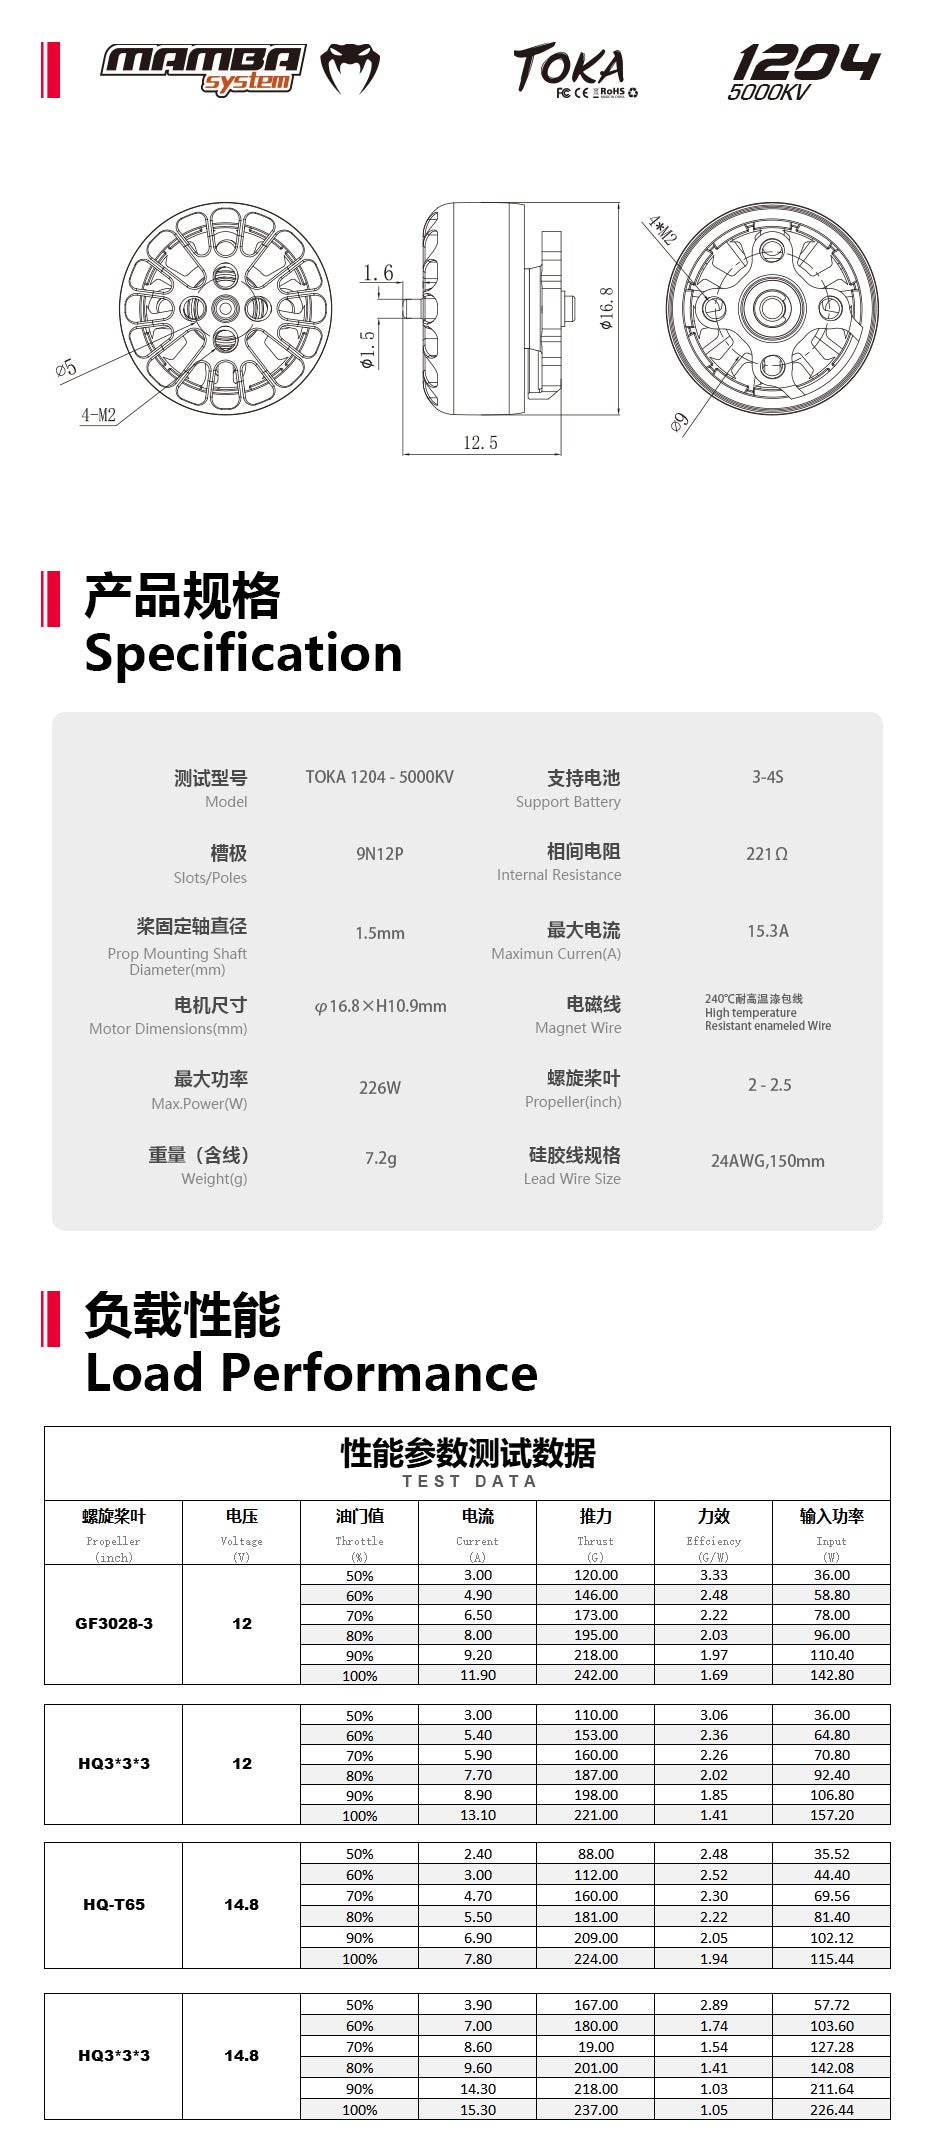 MAMBA
system
TOKA
FC CE RoHS
1204
5000KV
1.6
4*M2
φ1.5
φ16.8
⌀5
4-M2
12.5
⌀9
产品规格
Specification
测试型号 TOKA 1204 - 5000KV 支持电池 3-4S
Model Support Battery
槽极 9N12P 相间电阻 221Ω
Slots/Poles Internal Resistance
桨固定轴直径 1.5mm 最大电流 15.3A
Prop Mounting Shaft Maximun Curren(A)
Diameter(mm)
电机尺寸 φ16.8×H10.9mm 电磁线 240℃耐高温漆包线
Motor Dimensions(mm) Magnet Wire High temperature
Resistant enameled Wire
最大功率 226W 螺旋桨叶 2 - 2.5
Max.Power(W) Propeller(inch)
重量（含线） 7.2g 硅胶线规格 24AWG,150mm
Weight(g) Lead Wire Size
负载性能
Load Performance
性能参数测试数据
TEST DATA
螺旋桨叶 电压 油门值 电流 推力 力效 输入功率
Propeller Voltage Throttle Current Thrust Effciency Input
(inch) (V) (%) (A) (G) (G/W) (W)
50% 3.00 120.00 3.33 36.00
60% 4.90 146.00 2.48 58.80
70% 6.50 173.00 2.22 78.00
GF3028-3 12
80% 8.00 195.00 2.03 96.00
90% 9.20 218.00 1.97 110.40
100% 11.90 242.00 1.69 142.80
50% 3.00 110.00 3.06 36.00
60% 5.40 153.00 2.36 64.80
70% 5.90 160.00 2.26 70.80
HQ3*3*3 12
80% 7.70 187.00 2.02 92.40
90% 8.90 198.00 1.85 106.80
100% 13.10 221.00 1.41 157.20
50% 2.40 88.00 2.48 35.52
60% 3.00 112.00 2.52 44.40
70% 4.70 160.00 2.30 69.56
HQ-T65 14.8
80% 5.50 181.00 2.22 81.40
90% 6.90 209.00 2.05 102.12
100% 7.80 224.00 1.94 115.44
50% 3.90 167.00 2.89 57.72
60% 7.00 180.00 1.74 103.60
70% 8.60 19.00 1.54 127.28
HQ3*3*3 14.8
80% 9.60 201.00 1.41 142.08
90% 14.30 218.00 1.03 211.64
100% 15.30 237.00 1.05 226.44